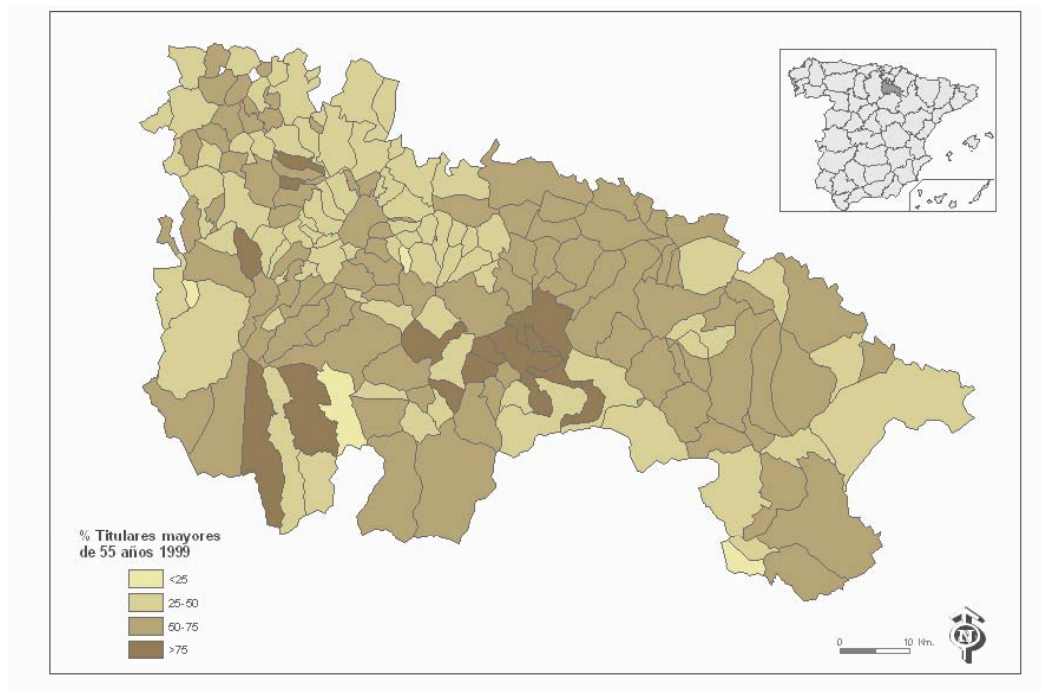 % Titulares mayores
de 55 años 1999
<25
25-50
50-75
>75
0 10 Km.
N